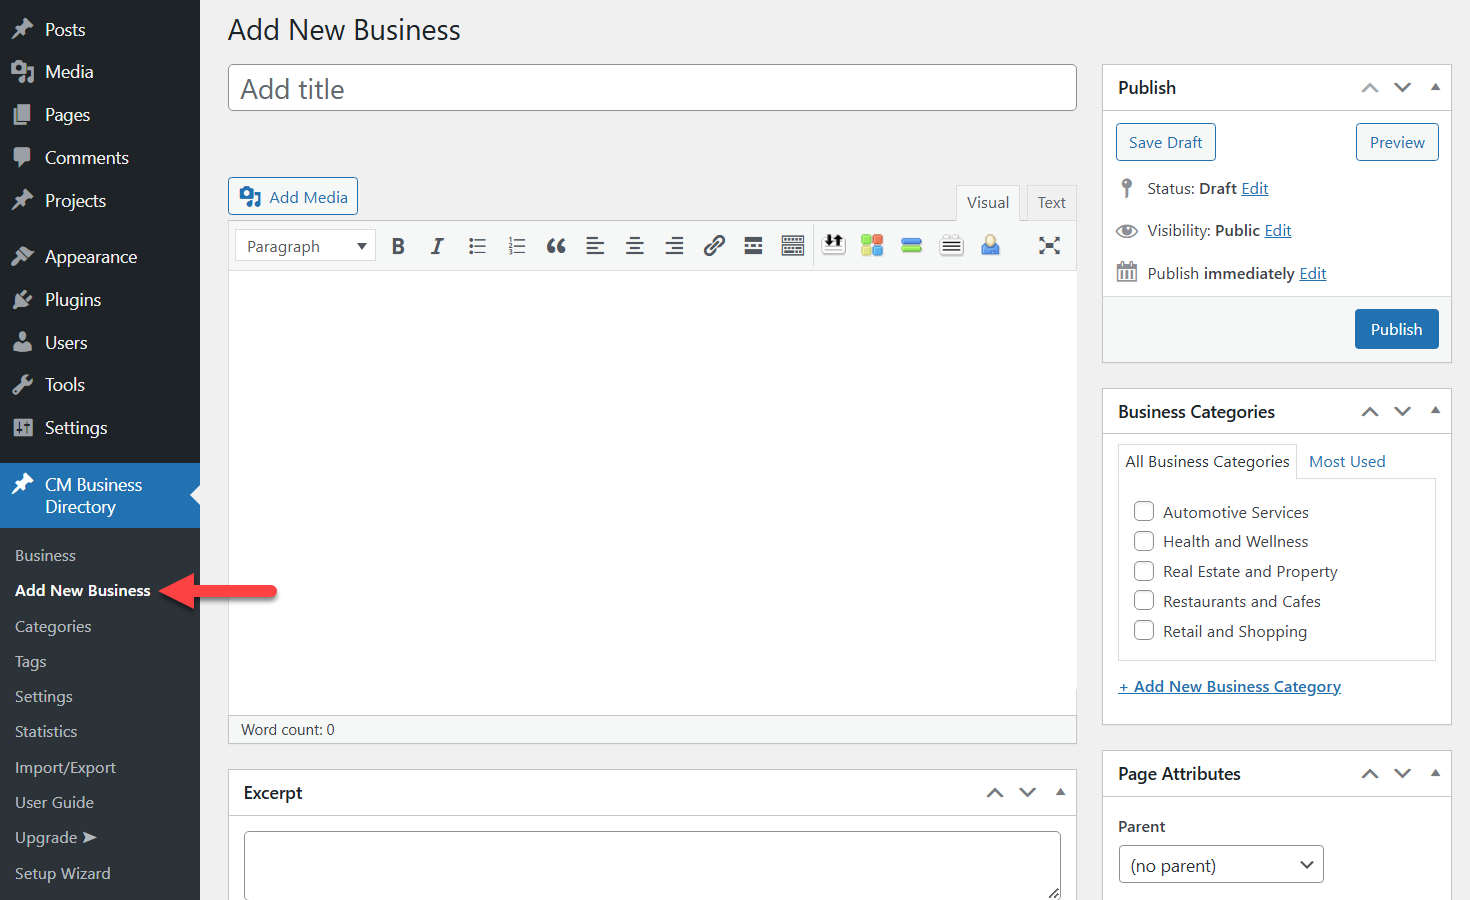 Posts
Media
Pages
Comments
Projects
Appearance
Plugins
Users
Tools
Settings
CM Business
Directory
Business
Add New Business
Categories
Tags
Settings
Statistics
Import/Export
User Guide
Upgrade ➤
Setup Wizard
Add New Business
Add title
Add Media
Visual
Text
Paragraph
Word count: 0
Excerpt
Publish
Save Draft
Preview
Status: Draft Edit
Visibility: Public Edit
Publish immediately Edit
Publish
Business Categories
All Business Categories
Most Used
Automotive Services
Health and Wellness
Real Estate and Property
Restaurants and Cafes
Retail and Shopping
+ Add New Business Category
Page Attributes
Parent
(no parent)